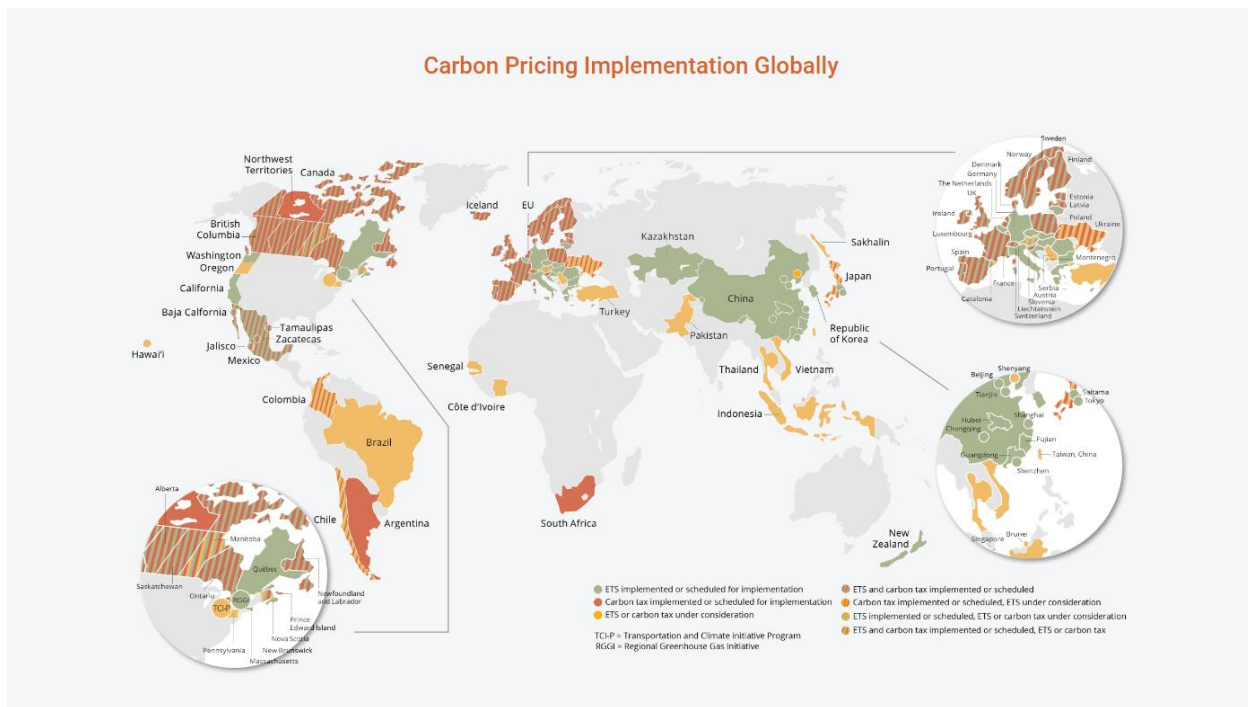 Carbon Pricing Implementation Globally
Northwest
Territories
Canada
British
Columbia
Washington
Oregon
California
Baja Calfornia
Tamaulipas
Zacatecas
Jalisco
Mexico
Hawai'i
Colombia
Brazil
Chile
Argentina
Iceland
EU
Kazakhstan
China
Turkey
Pakistan
Sakhalin
Japan
Republic
of Korea
Thailand
Vietnam
Indonesia
Senegal
Côte d'Ivoire
South Africa
New
Zealand
Sweden
Norway
Finland
Denmark
Germany
The Netherlands
UK
Estonia
Latvia
Ireland
Poland
Ukraine
Luxembourg
Spain
Montenegro
Portugal
France
Serbia
Catalonia
Austria
Slovenia
Liechtenstein
Switzerland
Shenyang
Beijing
Tianjin
Saitama
Tokyo
Shanghai
Hubei
Chongqing
Fujian
Guangdong
Taiwan, China
Shenzhen
Singapore
Brunei
Alberta
Manitoba
Québec
Saskatchewan
Ontario
TCI-P
RGGI
Newfoundland
and Labrador
Prince
Edward Island
Nova Scotia
Pennsylvania
New Brunswick
Massachusetts
ETS implemented or scheduled for implementation
Carbon tax implemented or scheduled for implementation
ETS or carbon tax under consideration
TCI-P = Transportation and Climate Initiative Program
RGGI = Regional Greenhouse Gas Initiative
ETS and carbon tax implemented or scheduled
Carbon tax implemented or scheduled, ETS under consideration
ETS implemented or scheduled, ETS or carbon tax under consideration
ETS and carbon tax implemented or scheduled, ETS or carbon tax